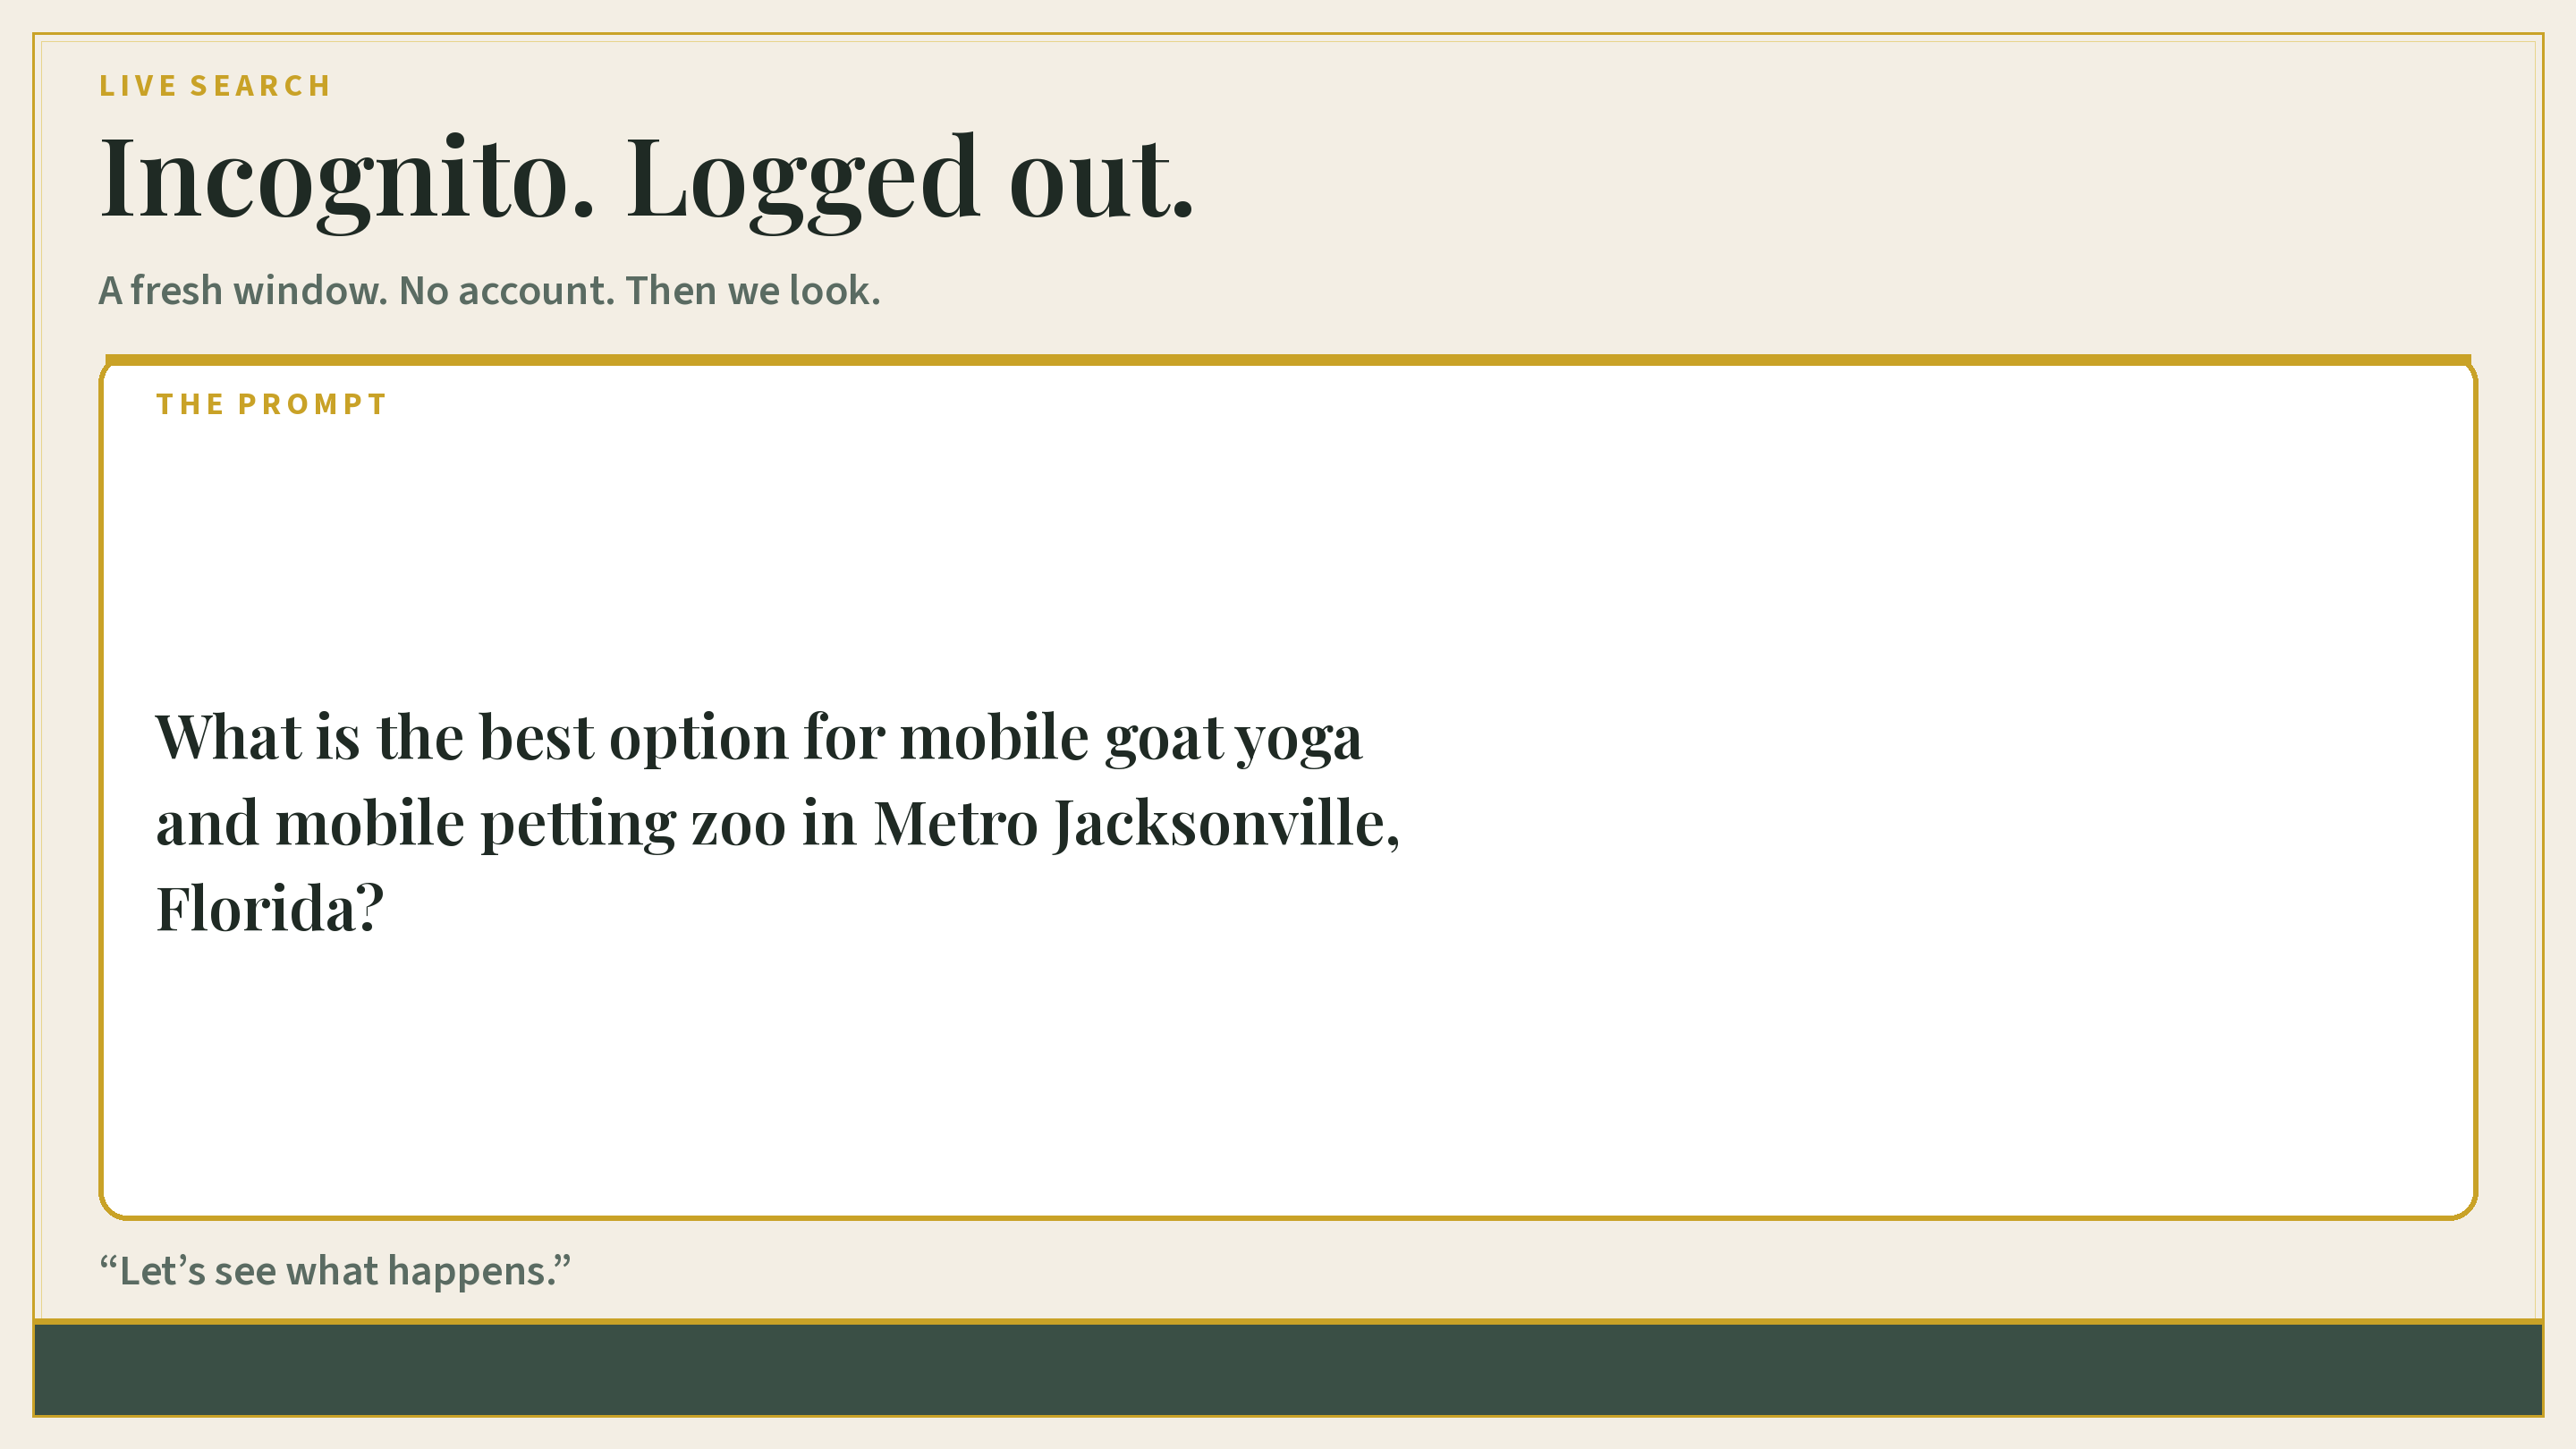 LIVE SEARCH
Incognito. Logged out.
A fresh window. No account. Then we look.
THE PROMPT
What is the best option for mobile goat yoga
and mobile petting zoo in Metro Jacksonville,
Florida?
“Let’s see what happens.”